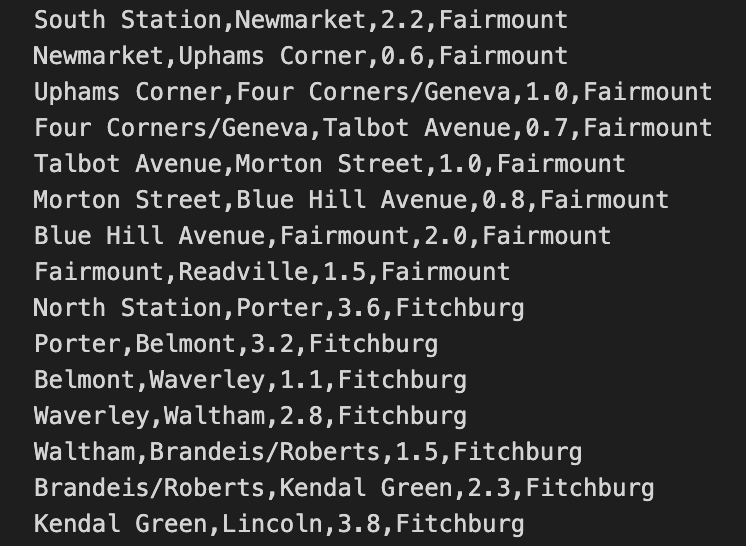 South Station,Newmarket,2.2,Fairmount
Newmarket,Uphams Corner,0.6,Fairmount
Uphams Corner,Four Corners/Geneva,1.0,Fairmount
Four Corners/Geneva,Talbot Avenue,0.7,Fairmount
Talbot Avenue,Morton Street,1.0,Fairmount
Morton Street,Blue Hill Avenue,0.8,Fairmount
Blue Hill Avenue,Fairmount,2.0,Fairmount
Fairmount,Readville,1.5,Fairmount
North Station,Porter,3.6,Fitchburg
Porter,Belmont,3.2,Fitchburg
Belmont,Waverley,1.1,Fitchburg
Waverley,Waltham,2.8,Fitchburg
Waltham,Brandeis/Roberts,1.5,Fitchburg
Brandeis/Roberts,Kendal Green,2.3,Fitchburg
Kendal Green,Lincoln,3.8,Fitchburg